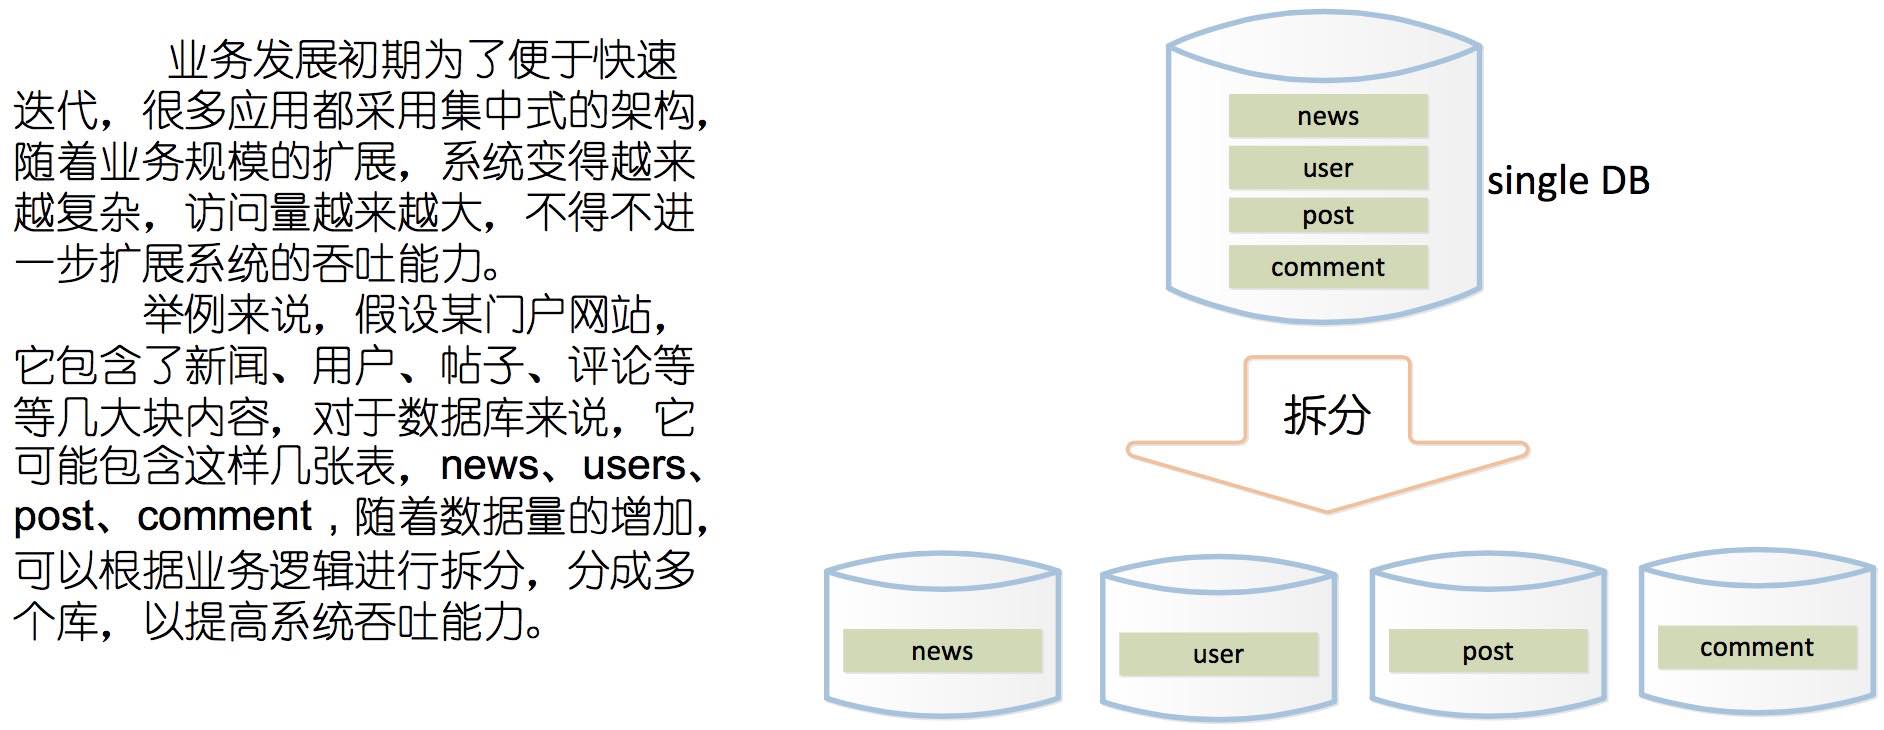 业务发展初期为了便于快速
迭代，很多应用都采用集中式的架构，
随着业务规模的扩展，系统变得越来
越复杂，访问量越来越大，不得不进
一步扩展系统的吞吐能力。
举例来说，假设某门户网站，
它包含了新闻、用户、帖子、评论等
等几大块内容，对于数据库来说，它
可能包含这样几张表，news、users、
post、comment , 随着数据量的增加，
可以根据业务逻辑进行拆分，分成多
个库，以提高系统吞吐能力。
news
user
post
comment
single DB
拆分
news
user
post
comment